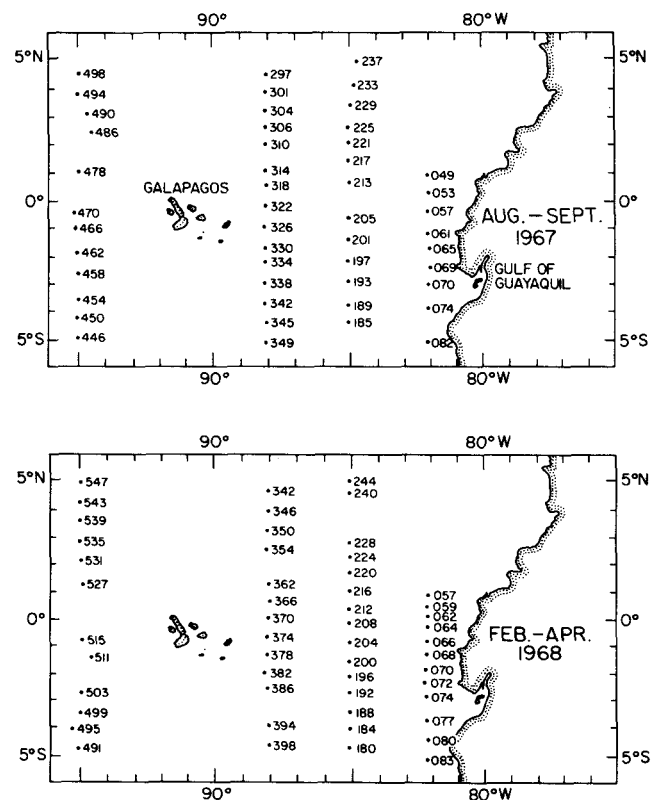 90° 80°W
5°N 5°N
237
498 297
233
494 301
229
490 304
486 306 225
310 221
217
478 314 049
GALAPAGOS 318 213 053
0° 0°
322 057
470 205
466 326 061 AUG.–SEPT.
201 1967
462 330 065
334 197 069 GULF OF
458 338 193 070 GUAYAQUIL
454 342 189 074
450 345 185
446 349 082
5°S 5°S
90° 80°W
90° 80°W
5°N 5°N
547 244
342 240
543 346
539 350
535 354 228
531 224
220
527 362 216 057
366 212 059
0° 0°
370 208 062
064
515 374 204 066 FEB.–APR.
511 378 200 068 1968
382 196 070
503 386 192 072
074
499 188
495 394 184 077
491 398 180 080
5°S 5°S
083
90° 80°W